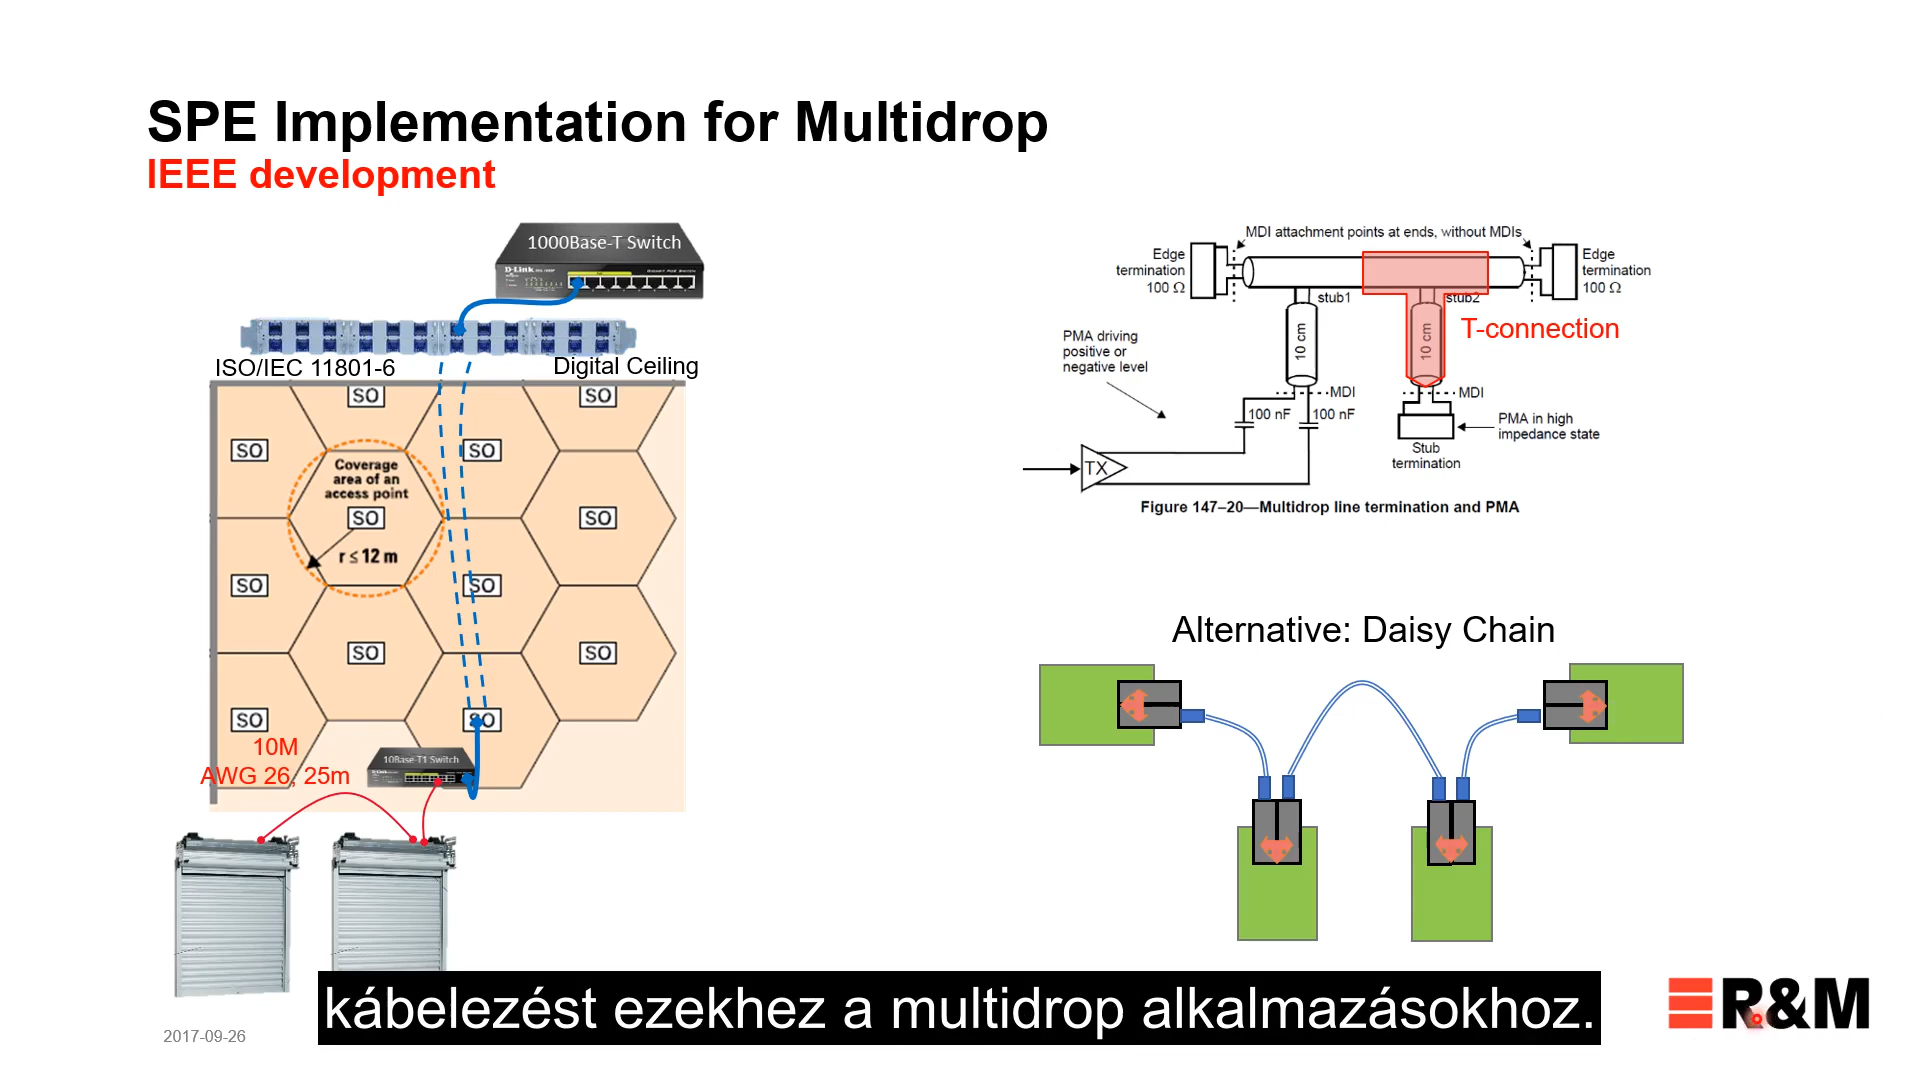 SPE Implementation for Multidrop
IEEE development
1000Base-T Switch
D-Link
ISO/IEC 11801-6
Digital Ceiling
SO
SO
SO
SO
Coverage
area of an
access point
SO
r ≤ 12 m
SO
SO
SO
SO
SO
SO
SO
10M
AWG 26, 25m
10Base-T1 Switch
MDI attachment points at ends, without MDIs
Edge
termination
100 Ω
Edge
termination
100 Ω
stub1
stub2
T-connection
10 cm
10 cm
PMA driving
positive or
negative level
MDI
MDI
100 nF
100 nF
PMA in high
impedance state
Stub
termination
TX
Figure 147–20—Multidrop line termination and PMA
Alternative: Daisy Chain
kábelezést ezekhez a multidrop alkalmazásokhoz.
2017-09-26
R&M